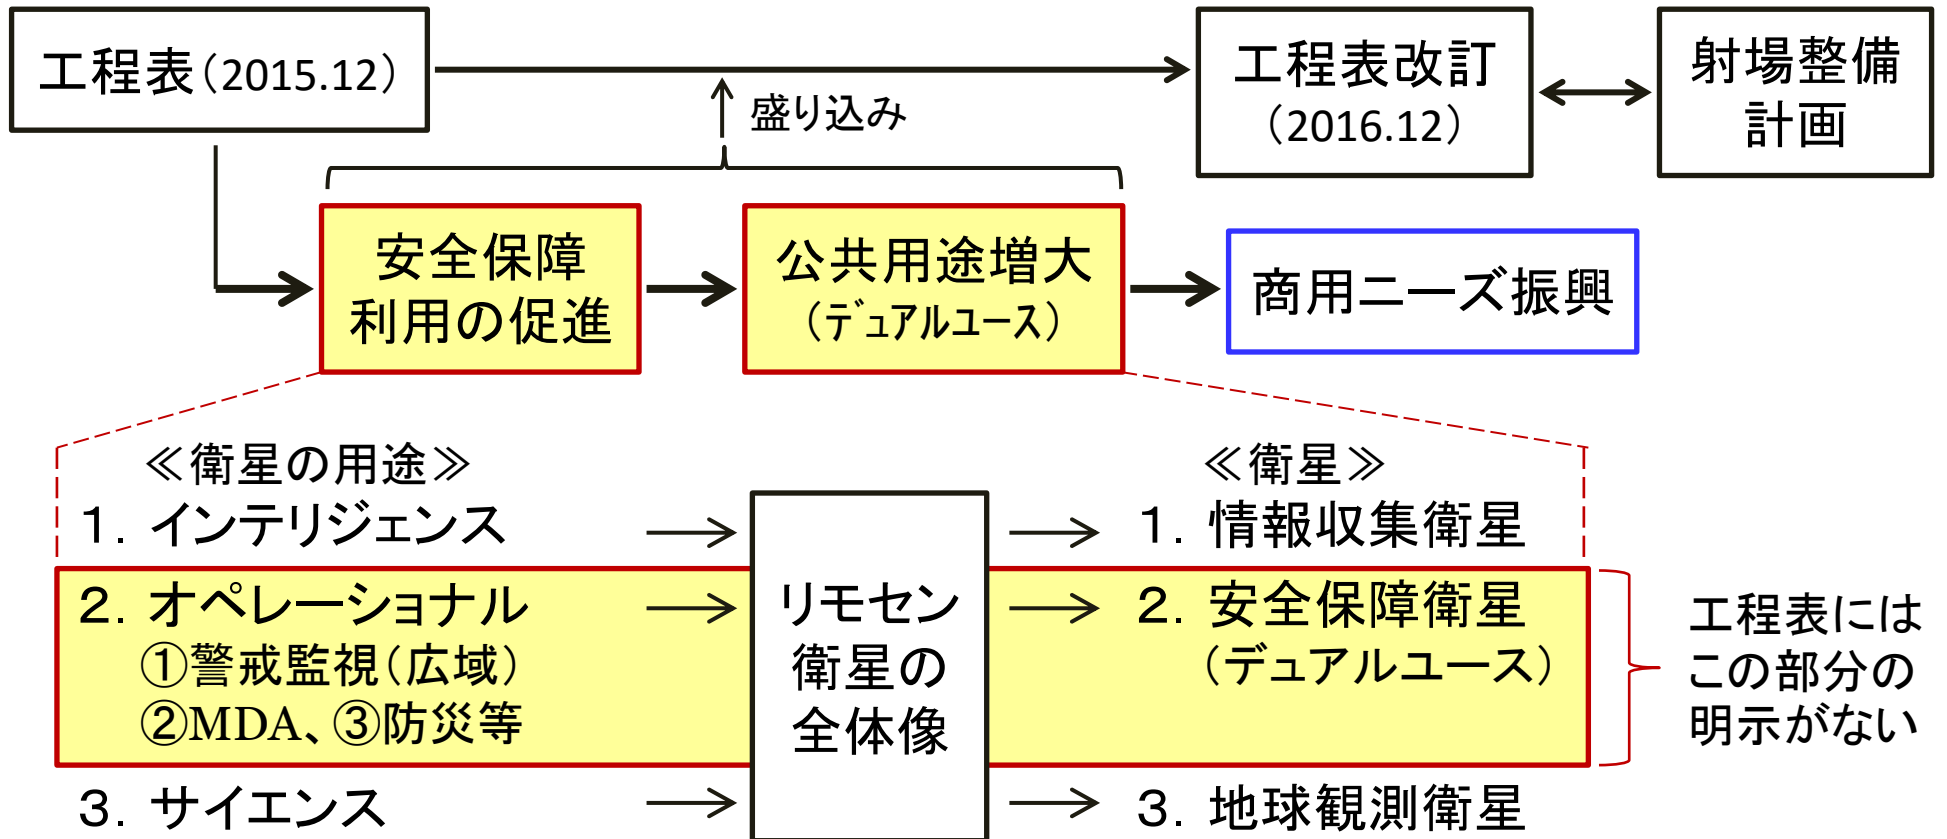 工程表（2015.12）
工程表改訂
（2016.12）
射場整備
計画
盛り込み
安全保障
利用の促進
公共用途増大
（ﾃﾞｭｱﾙﾕｰｽ）
商用ニーズ振興
≪衛星の用途≫
1．インテリジェンス
2．オペレーショナル
①警戒監視（広域）
②MDA、③防災等
3．サイエンス
リモセン
衛星の
全体像
≪衛星≫
1．情報収集衛星
2．安全保障衛星
（デュアルユース）
3．地球観測衛星
工程表には
この部分の
明示がない